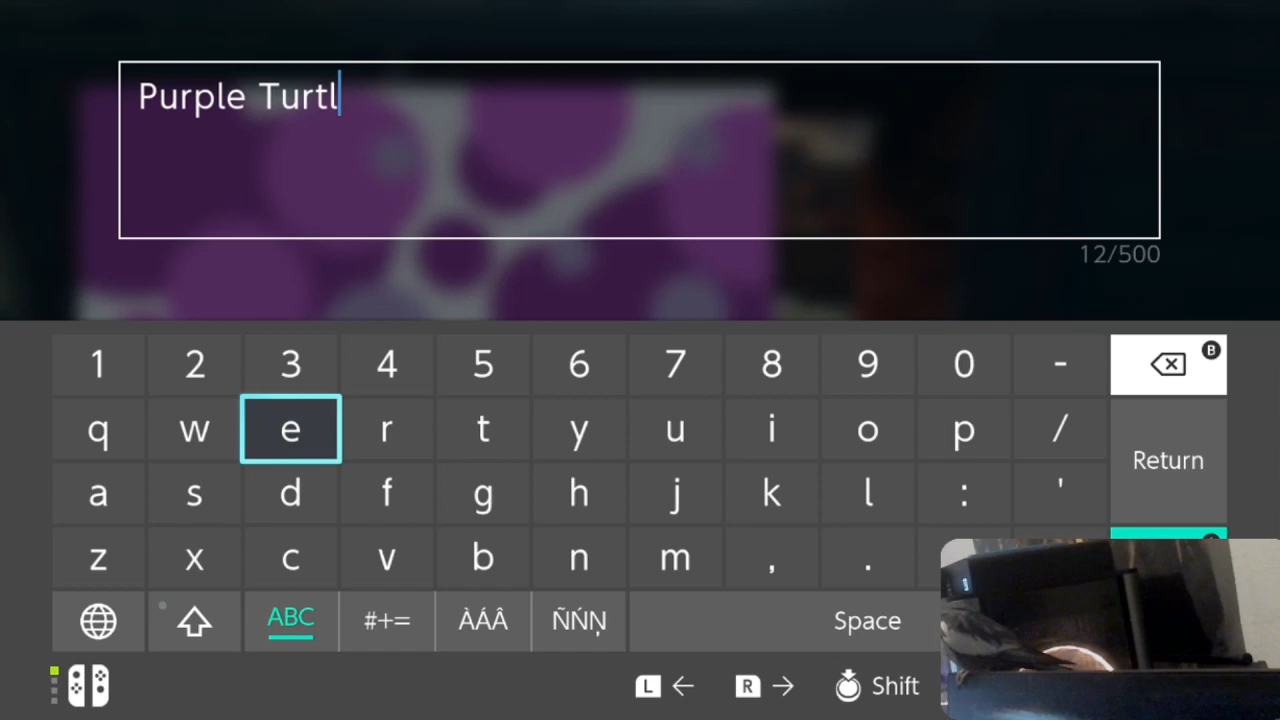 Purple Turtl
12/500
1 2 3 4 5 6 7 8 9 0 - B
q w e r t y u i o p / Return
a s d f g h j k l : '
z x c v b n m , .
ABC #+= ÀÁÂ ÑŃŅ Space
L ← R → Shift